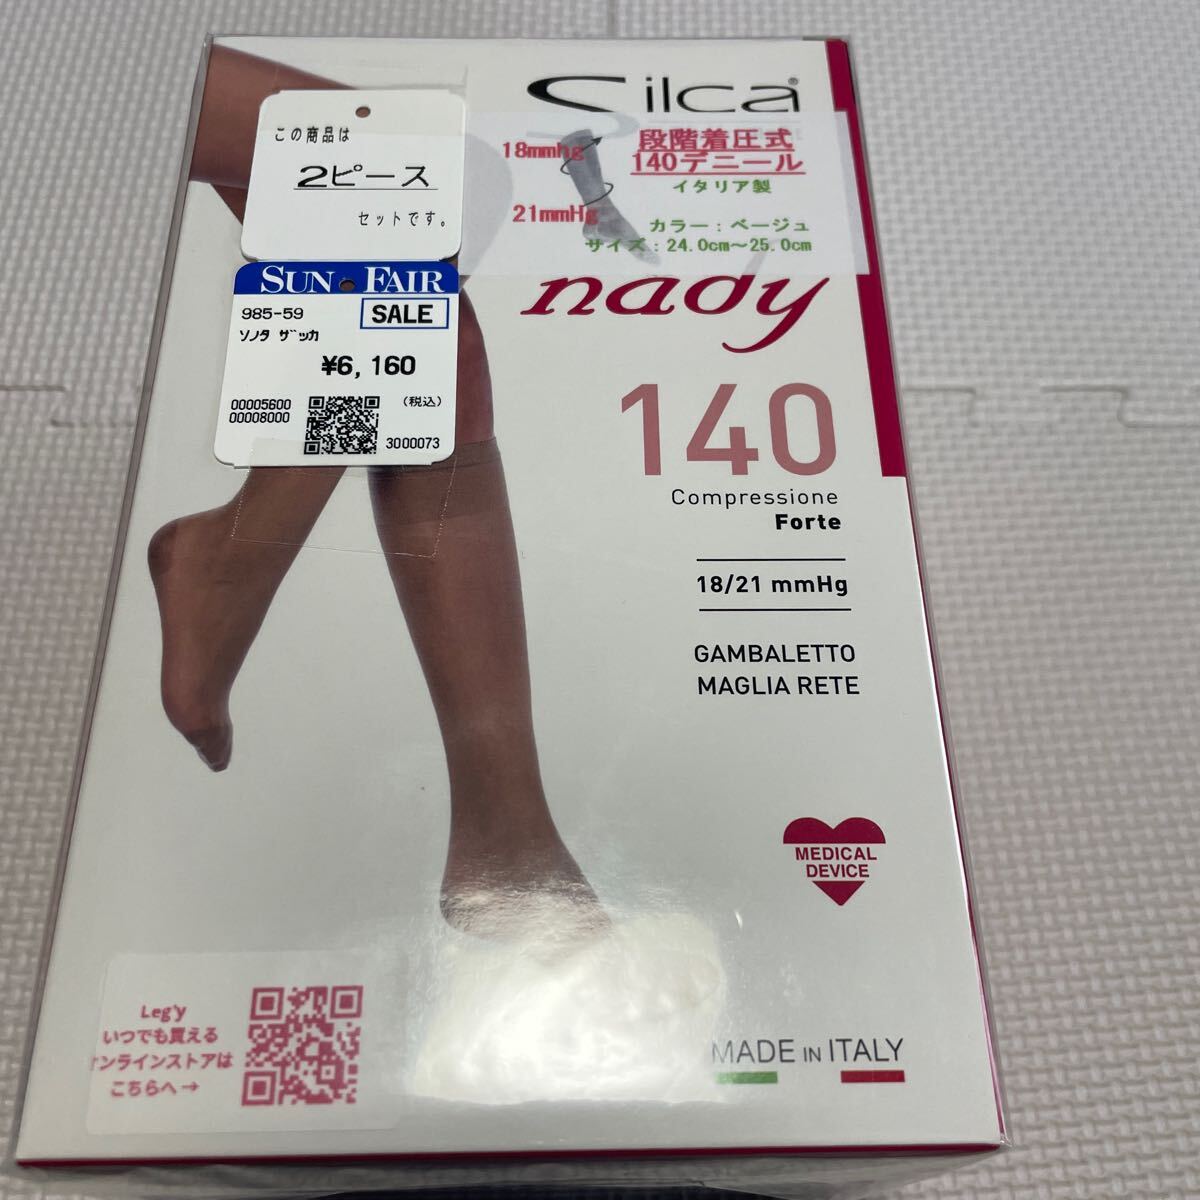 Silca®
この商品は
2ピース
セットです。
18mmhg
21mmHg
段階着圧式
140デニール
イタリア製
カラー：ベージュ
サイズ：24.0cm～25.0cm
SUN FAIR
985-59
SALE
ソノタ ザッカ
¥6,160
00005600
00008000
(税込)
3000073
nady
140
Compressione
Forte
18/21 mmHg
GAMBALETTO
MAGLIA RETE
MEDICAL
DEVICE
Leg'y
いつでも買える
オンラインストアは
こちらへ→
MADE IN ITALY